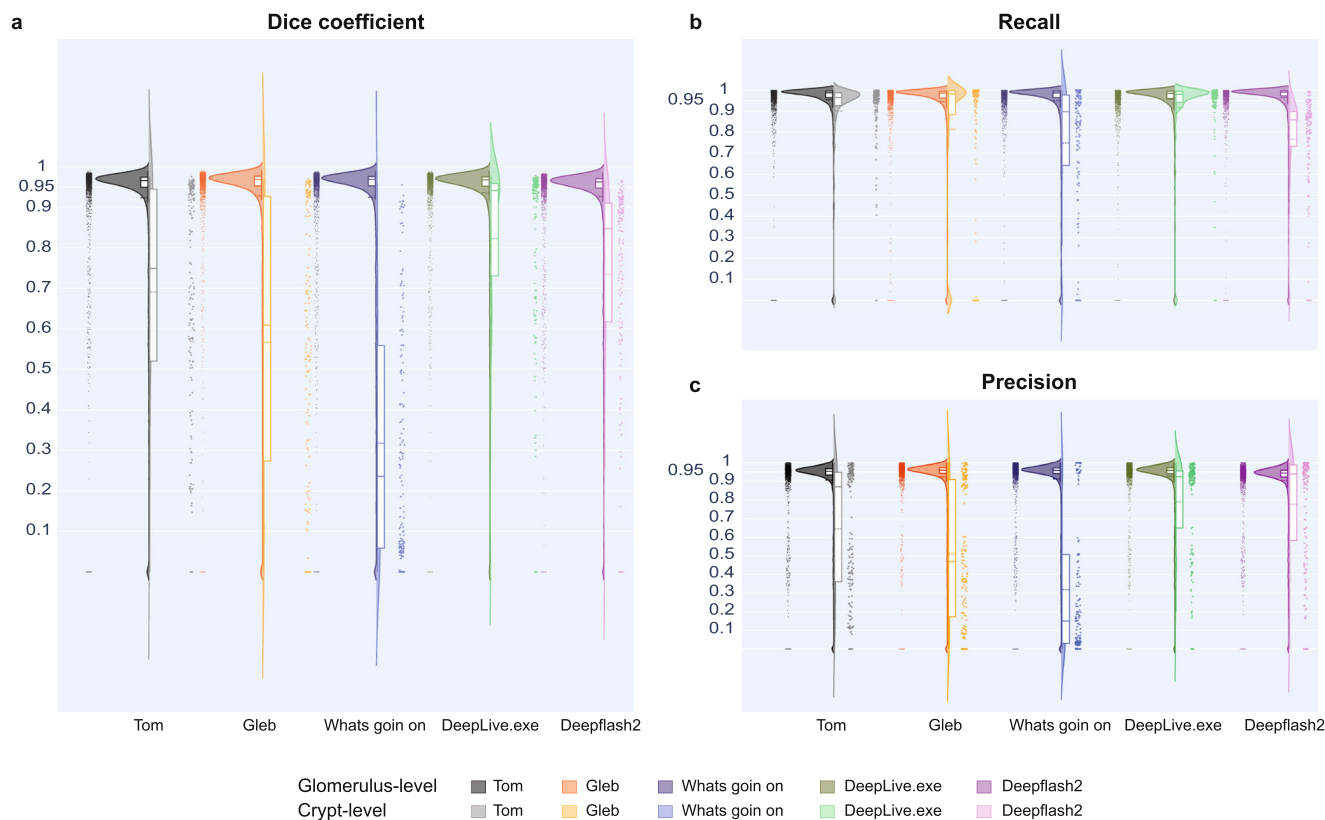 a
Dice coefficient
1
0.95
0.9
0.8
0.7
0.6
0.5
0.4
0.3
0.2
0.1
Tom
Gleb
Whats goin on
DeepLive.exe
Deepflash2
b
Recall
1
0.95
0.9
0.8
0.7
0.6
0.5
0.4
0.3
0.2
0.1
c
Precision
1
0.95
0.9
0.8
0.7
0.6
0.5
0.4
0.3
0.2
0.1
Tom
Gleb
Whats goin on
DeepLive.exe
Deepflash2
Glomerulus-level Tom Gleb Whats goin on DeepLive.exe Deepflash2
Crypt-level Tom Gleb Whats goin on DeepLive.exe Deepflash2